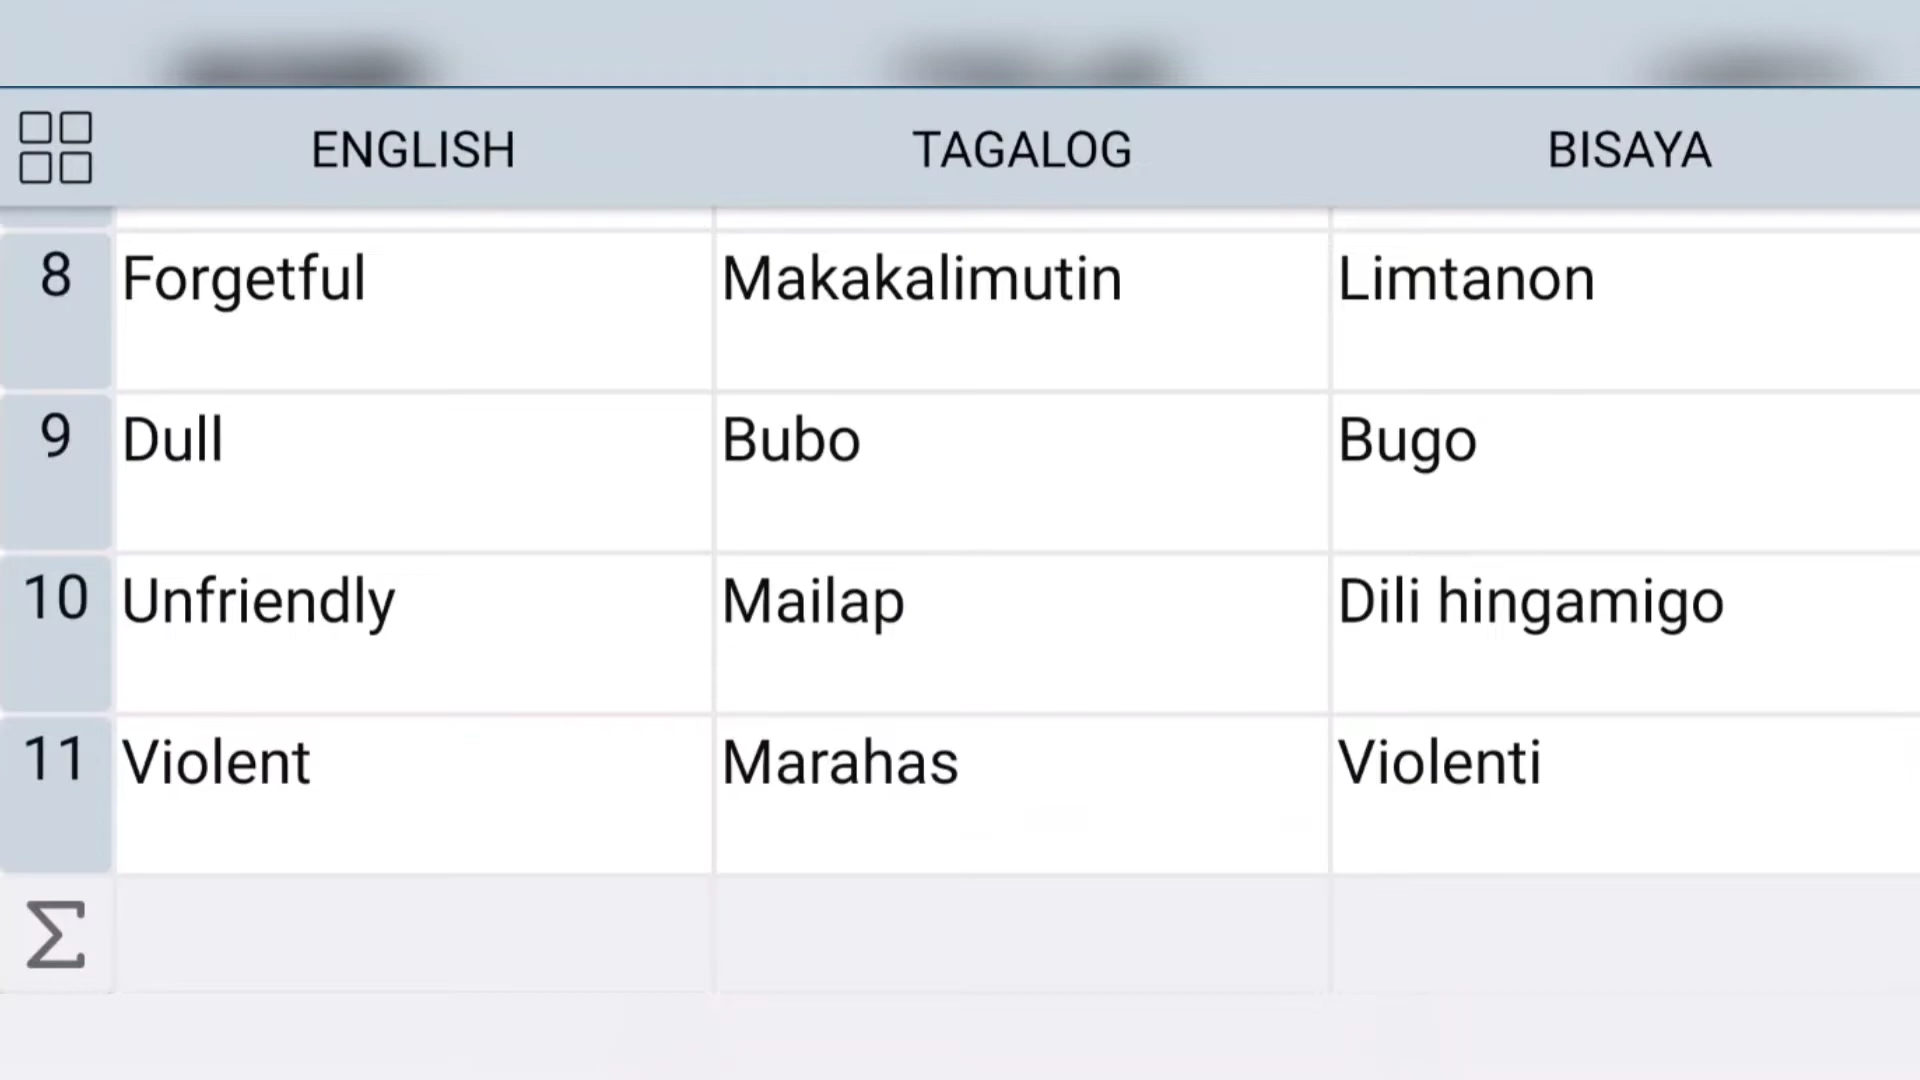 ENGLISH TAGALOG BISAYA
8 Forgetful Makakalimutin Limtanon
9 Dull Bubo Bugo
10 Unfriendly Mailap Dili hingamigo
11 Violent Marahas Violenti
Σ